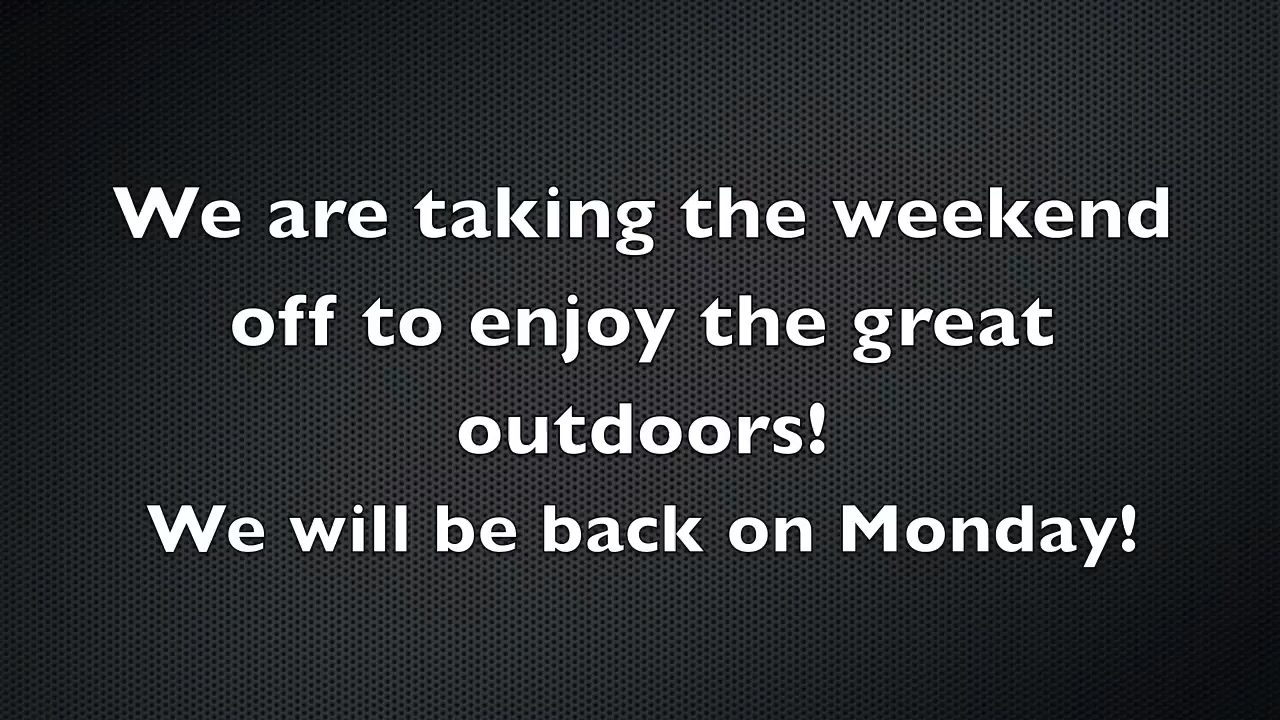 We are taking the weekend
off to enjoy the great
outdoors!
We will be back on Monday!